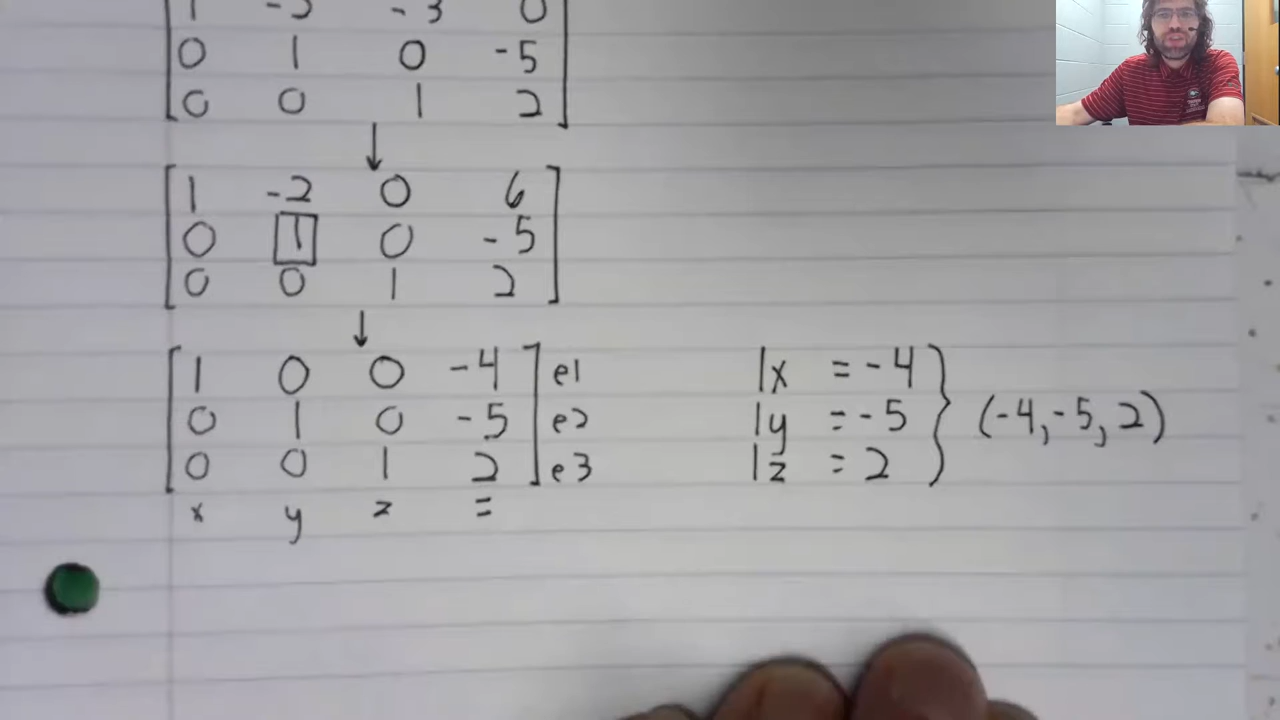 -3 0
0 1 0 -5
0 0 1 2
↓
1 -2 0 6
0 1 0 -5
0 0 1 2
↓
1 0 0 -4 e1
0 1 0 -5 e2
0 0 1 2 e3
x y z =
1x = -4
1y = -5
1z = 2
(-4, -5, 2)